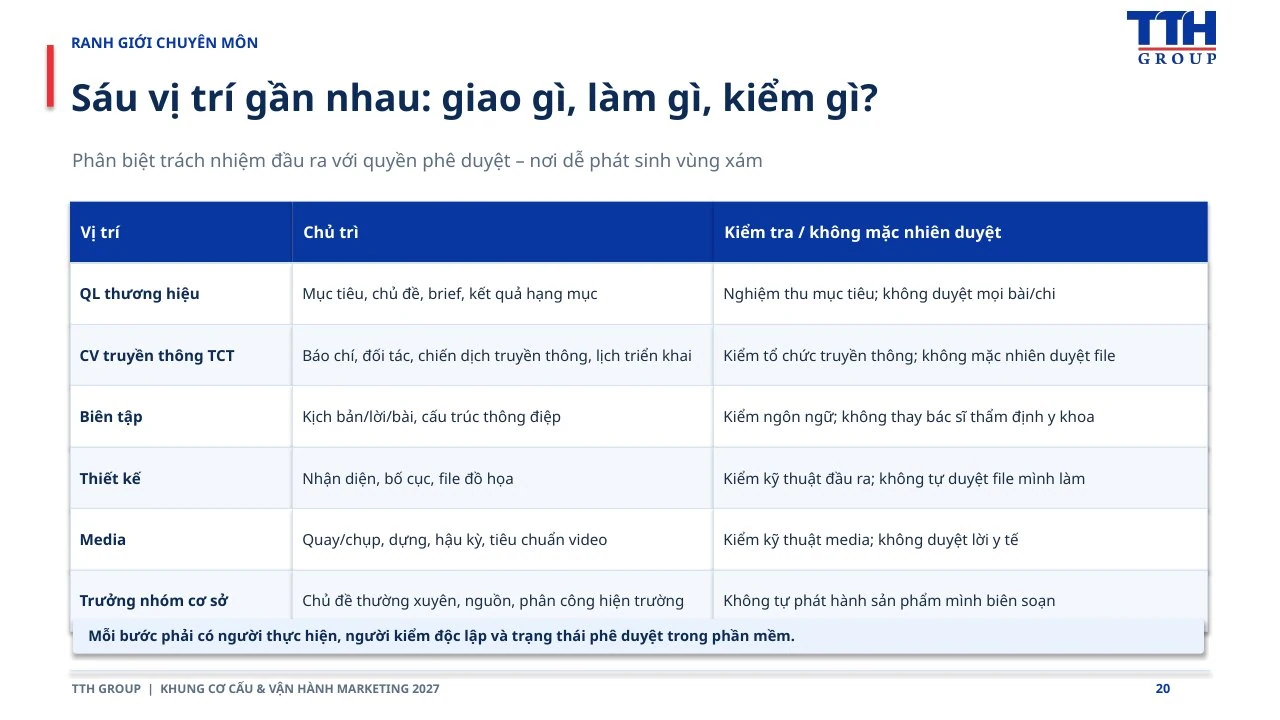 RANH GIỚI CHUYÊN MÔN
TTH
GROUP
Sáu vị trí gần nhau: giao gì, làm gì, kiểm gì?
Phân biệt trách nhiệm đầu ra với quyền phê duyệt – nơi dễ phát sinh vùng xám
Vị trí Chủ trì Kiểm tra / không mặc nhiên duyệt
QL thương hiệu Mục tiêu, chủ đề, brief, kết quả hạng mục Nghiệm thu mục tiêu; không duyệt mọi bài/chi
CV truyền thông TCT Báo chí, đối tác, chiến dịch truyền thông, lịch triển khai Kiểm tổ chức truyền thông; không mặc nhiên duyệt file
Biên tập Kịch bản/lời/bài, cấu trúc thông điệp Kiểm ngôn ngữ; không thay bác sĩ thẩm định y khoa
Thiết kế Nhận diện, bố cục, file đồ họa Kiểm kỹ thuật đầu ra; không tự duyệt file mình làm
Media Quay/chụp, dựng, hậu kỳ, tiêu chuẩn video Kiểm kỹ thuật media; không duyệt lời y tế
Trưởng nhóm cơ sở Chủ đề thường xuyên, nguồn, phân công hiện trường Không tự phát hành sản phẩm mình biên soạn
Mỗi bước phải có người thực hiện, người kiểm độc lập và trạng thái phê duyệt trong phần mềm.
TTH GROUP | KHUNG CƠ CẤU & VẬN HÀNH MARKETING 2027 20